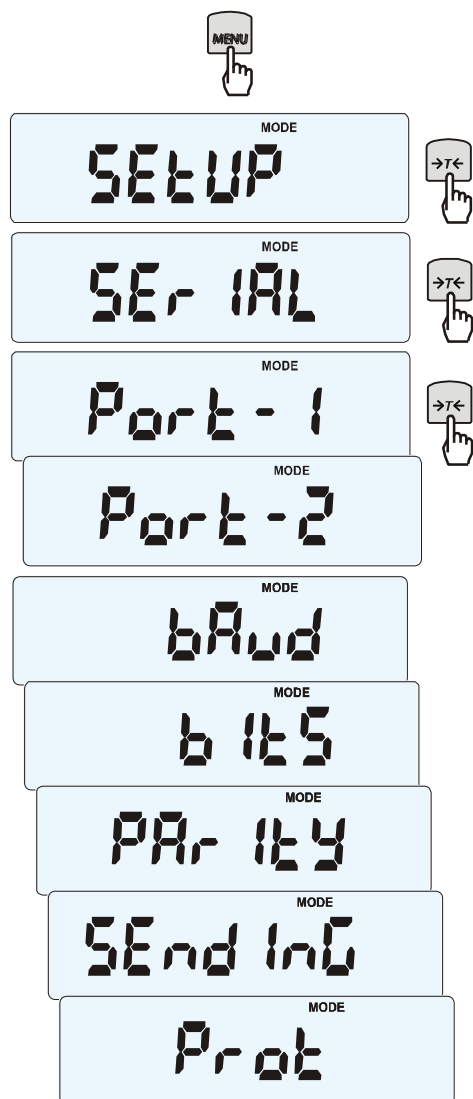 MENU
MODE
SEtUP
→T←
MODE
SEr IAL
→T←
MODE
Port-1
→T←
MODE
Port-2
MODE
bAud
MODE
b ItS
MODE
PAr Ity
MODE
SEnd InG
MODE
Prot